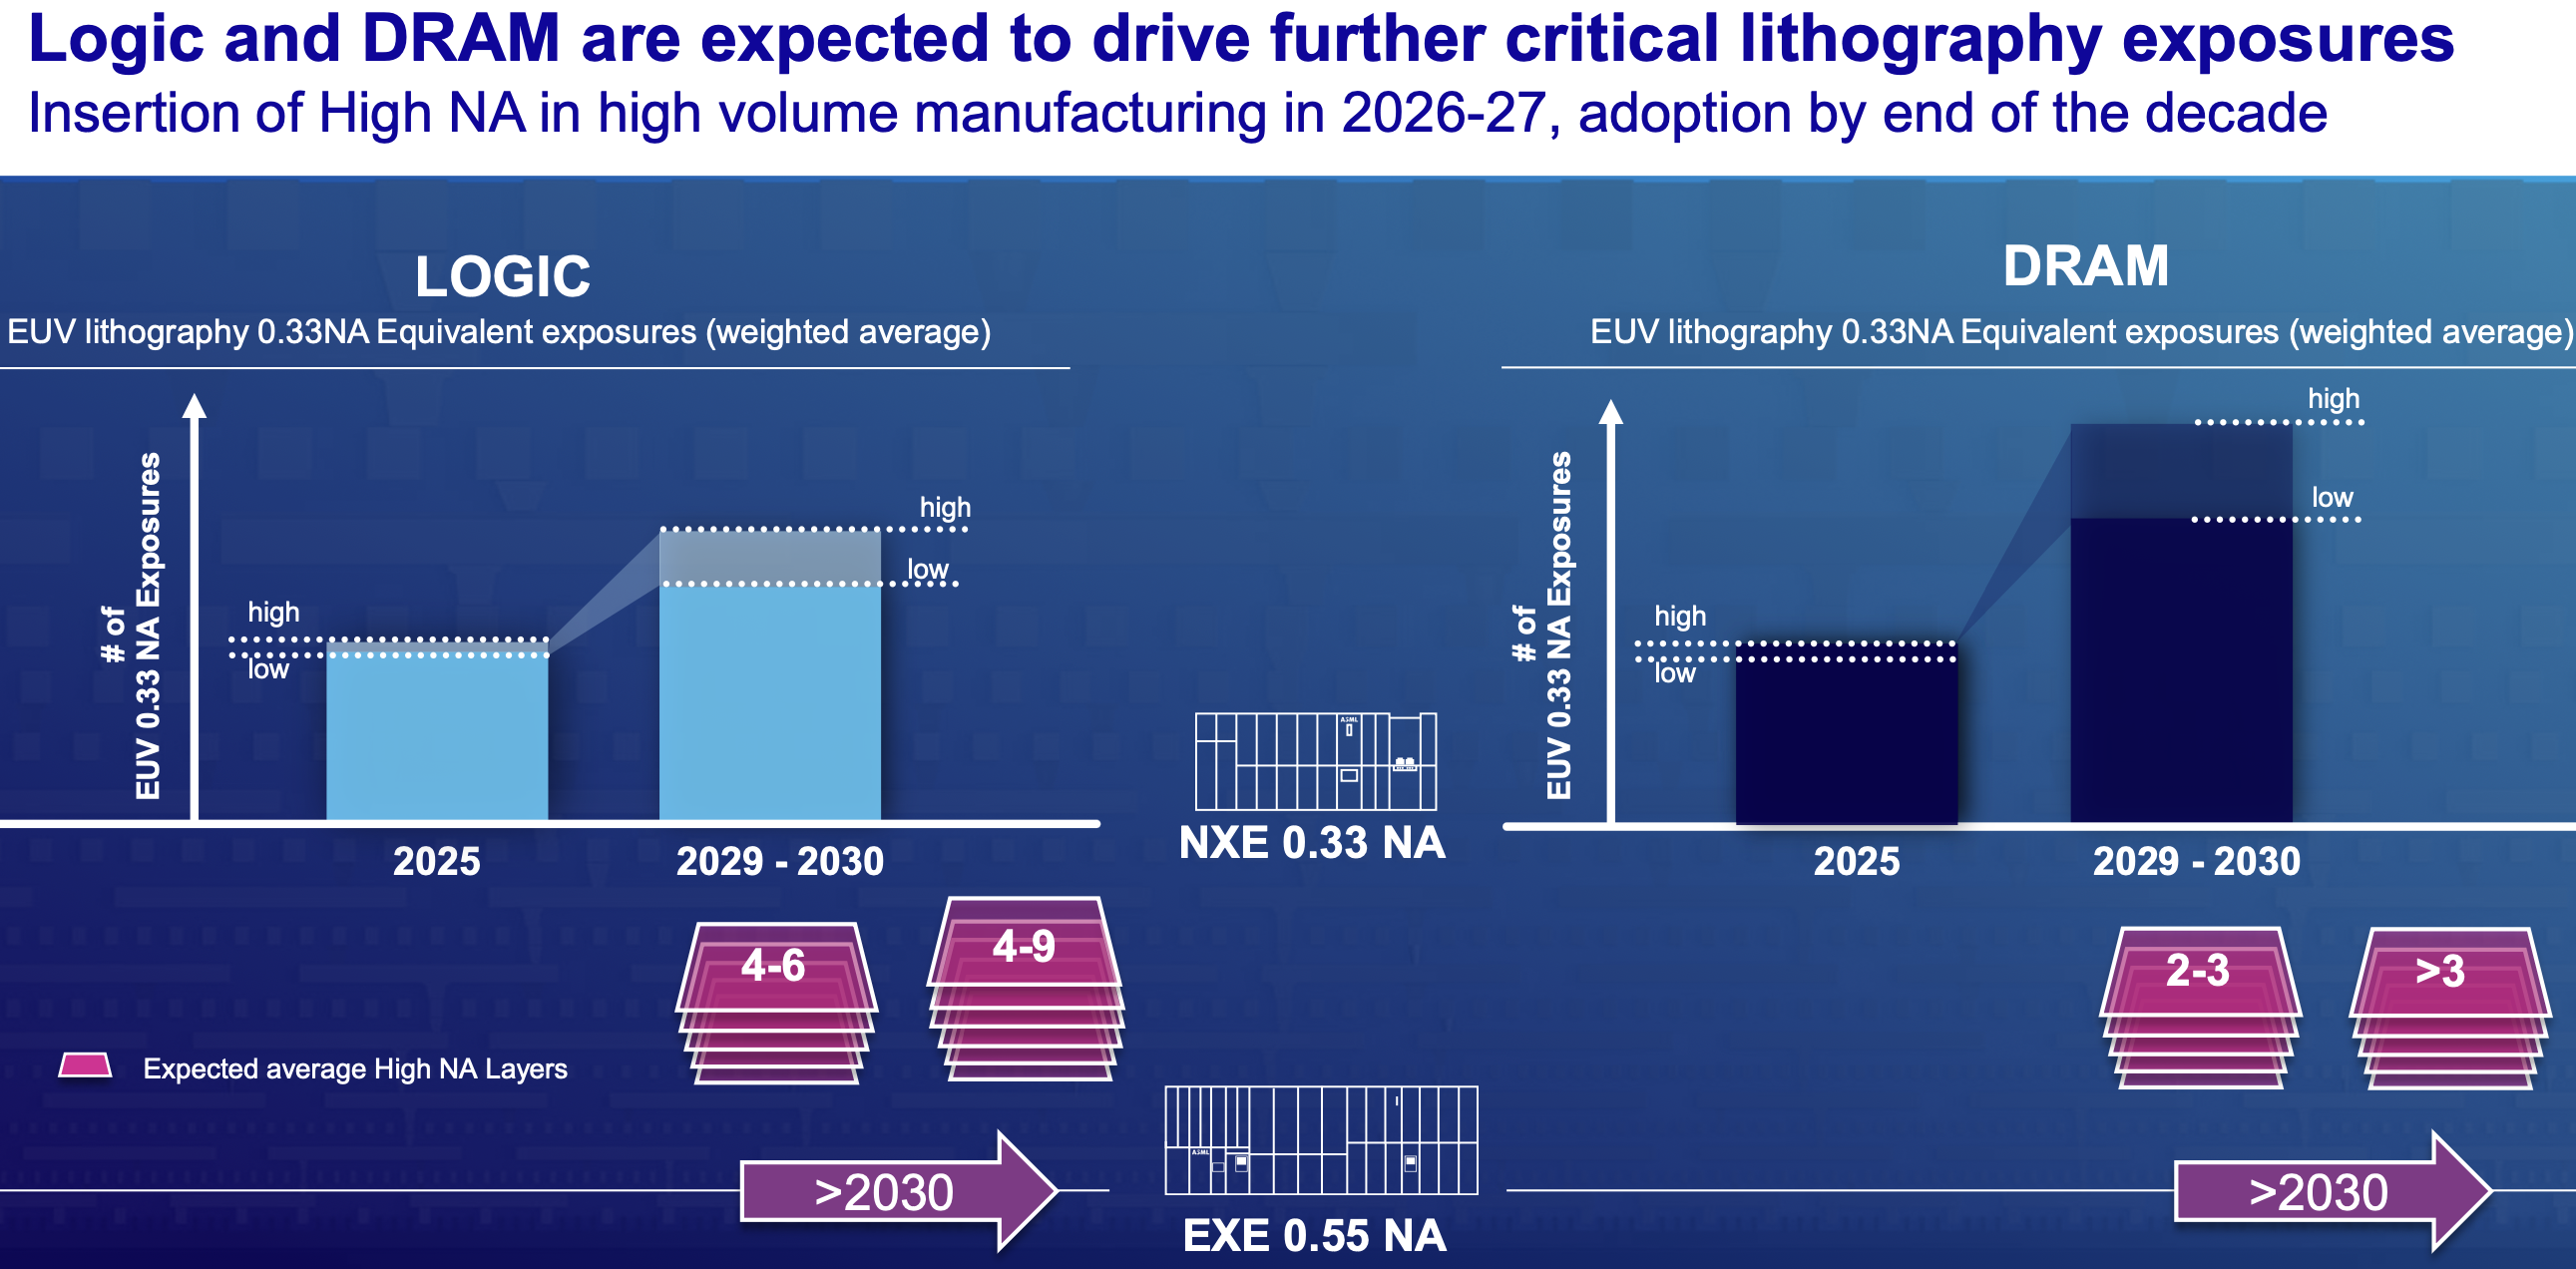 Logic and DRAM are expected to drive further critical lithography exposures
Insertion of High NA in high volume manufacturing in 2026-27, adoption by end of the decade
LOGIC
EUV lithography 0.33NA Equivalent exposures (weighted average)
# of
EUV 0.33 NA Exposures
high
low
high
low
2025
2029 - 2030
4-6
4-9
Expected average High NA Layers
>2030
ASML
NXE 0.33 NA
ASML
EXE 0.55 NA
DRAM
EUV lithography 0.33NA Equivalent exposures (weighted average)
# of
EUV 0.33 NA Exposures
high
low
high
low
2025
2029 - 2030
2-3
>3
>2030